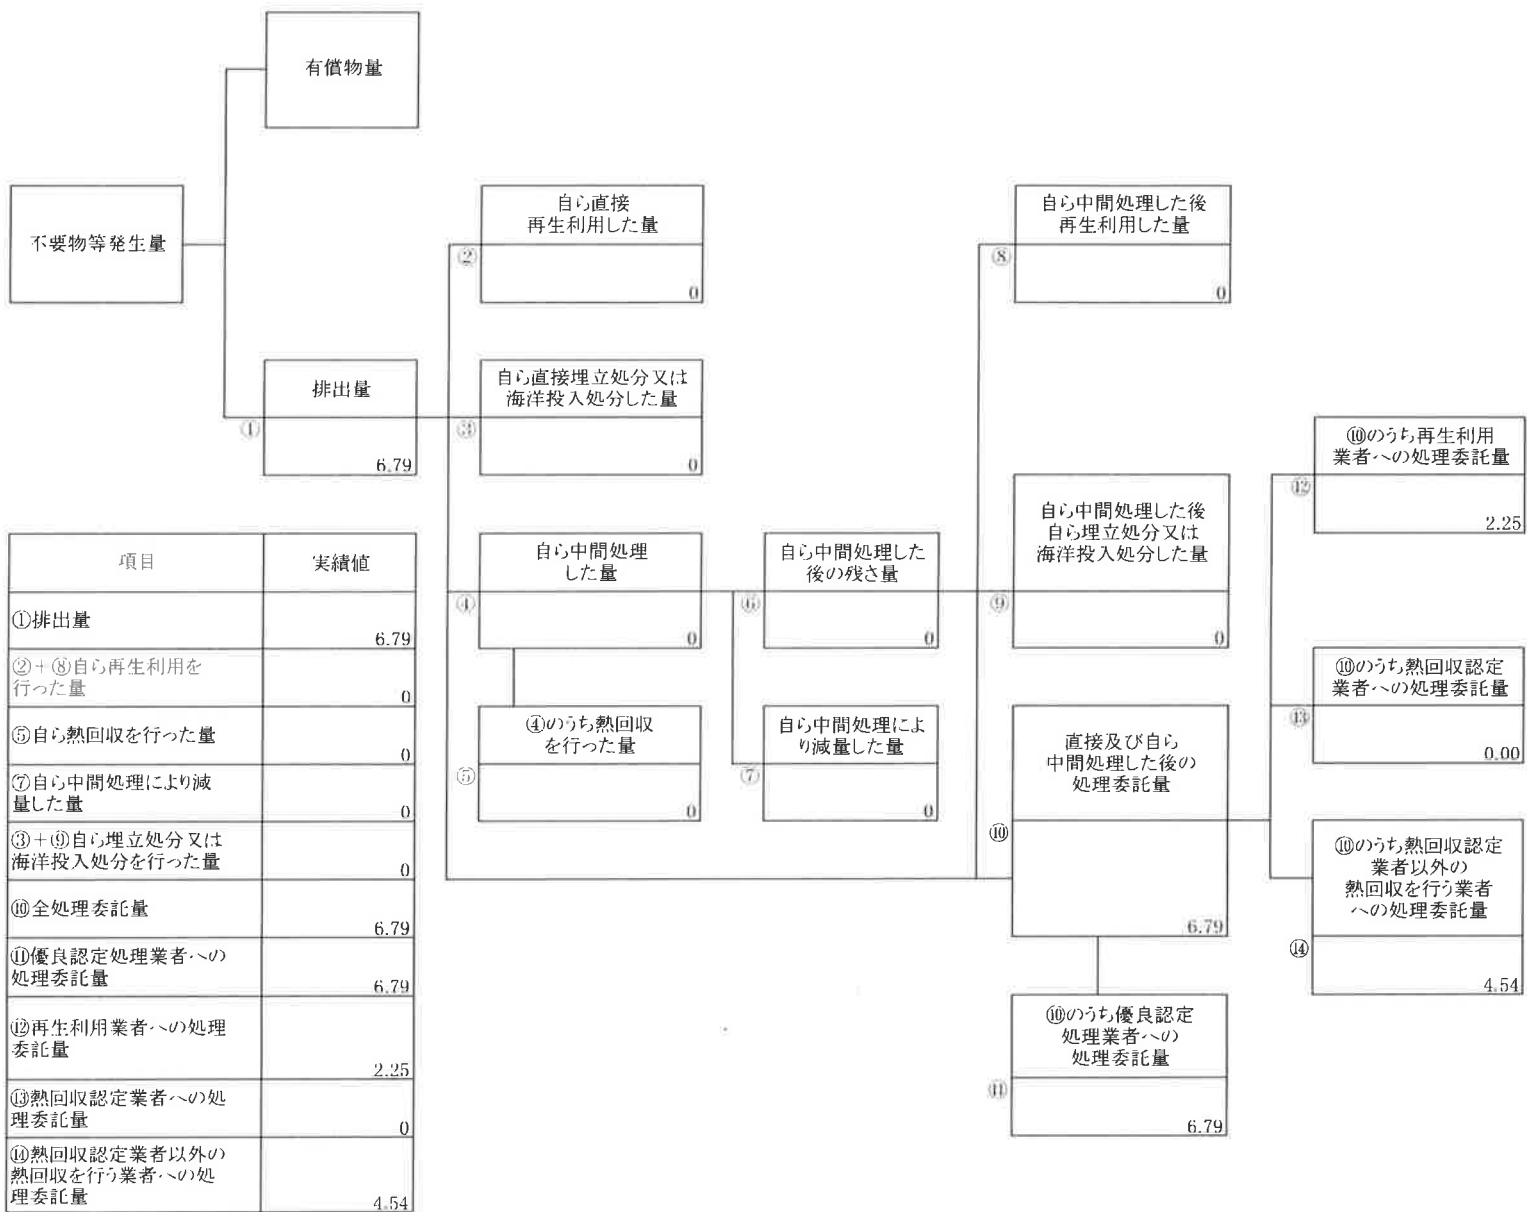 有償物量
不要物等発生量
自ら直接
再生利用した量
②
0
自ら中間処理した後
再生利用した量
⑧
0
排出量
①
6.79
自ら直接埋立処分又は
海洋投入処分した量
③
0
⑩のうち再生利用
業者への処理委託量
⑫
2.25
自ら中間処理
した量
④
0
自ら中間処理した
後の残さ量
⑥
0
自ら中間処理した後
自ら埋立処分又は
海洋投入処分した量
⑨
0
⑩のうち熱回収認定
業者への処理委託量
⑬
0.00
④のうち熱回収
を行った量
⑤
0
自ら中間処理によ
り減量した量
⑦
0
直接及び自ら
中間処理した後の
処理委託量
⑩
6.79
⑩のうち熱回収認定
業者以外の
熱回収を行う業者
への処理委託量
⑭
4.54
⑩のうち優良認定
処理業者への
処理委託量
⑪
6.79
項目 実績値
①排出量
6.79
②+⑧自ら再生利用を
行った量
0
⑤自ら熱回収を行った量
0
⑦自ら中間処理により減
量した量
0
③+⑨自ら埋立処分又は
海洋投入処分を行った量
0
⑩全処理委託量
6.79
⑪優良認定処理業者への
処理委託量
6.79
⑫再生利用業者への処理
委託量
2.25
⑬熱回収認定業者への処
理委託量
0
⑭熱回収認定業者以外の
熱回収を行う業者への処
理委託量
4.54